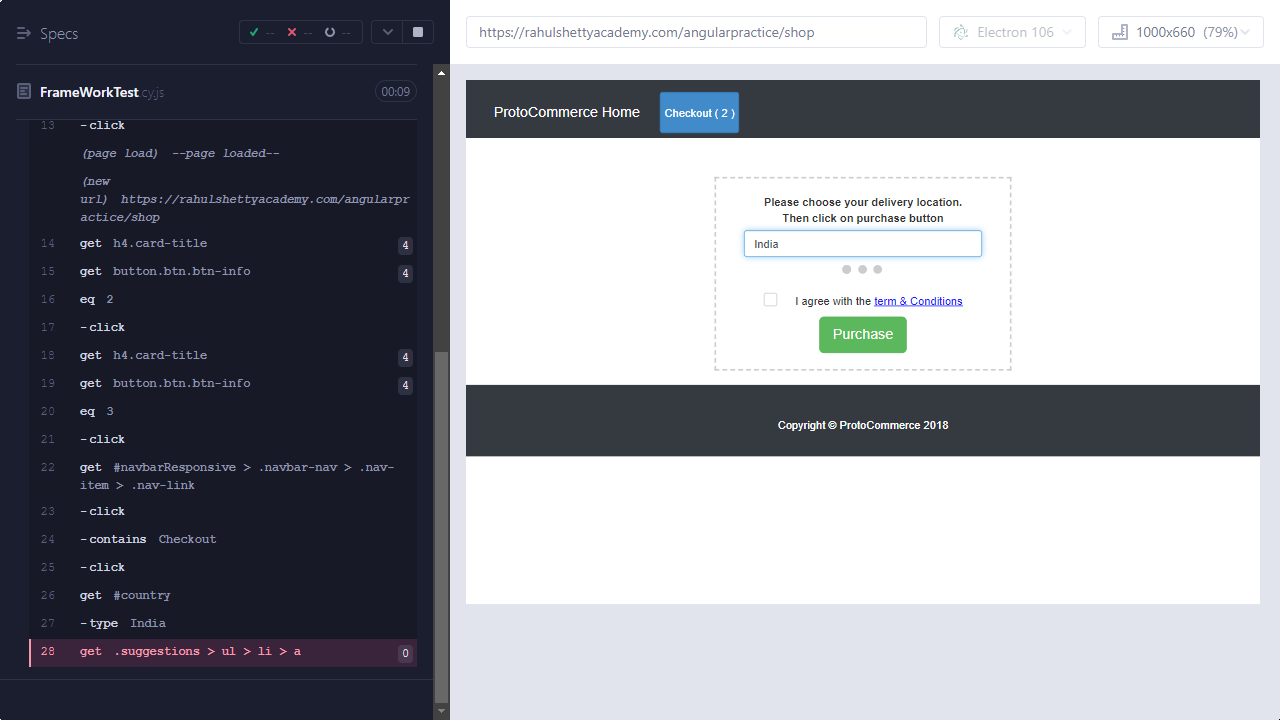 Specs
--
--
--
https://rahulshettyacademy.com/angularpractice/shop
Electron 106
1000x660 (79%)
FrameWorkTest.cy.js
00:09
13 -click
(page load) --page loaded--
(new
url) https://rahulshettyacademy.com/angularpr
actice/shop
14 get h4.card-title 4
15 get button.btn.btn-info 4
16 eq 2
17 -click
18 get h4.card-title 4
19 get button.btn.btn-info 4
20 eq 3
21 -click
22 get #navbarResponsive > .navbar-nav > .nav-
item > .nav-link
23 -click
24 -contains Checkout
25 -click
26 get #country
27 -type India
28 get .suggestions > ul > li > a 0
ProtoCommerce Home
Checkout ( 2 )
Please choose your delivery location.
Then click on purchase button
India
I agree with the term & Conditions
Purchase
Copyright © ProtoCommerce 2018